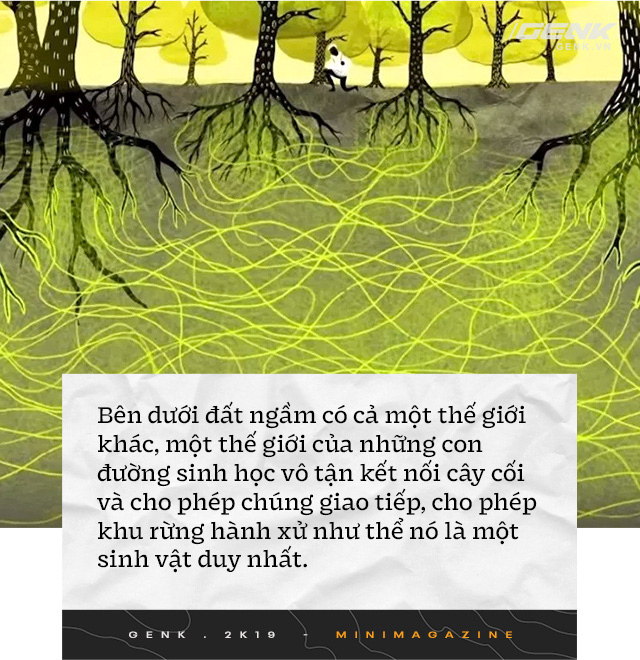 GENK
GENK.VN
Bên dưới đất ngầm có cả một thế giới
khác, một thế giới của những con
đường sinh học vô tận kết nối cây cối
và cho phép chúng giao tiếp, cho phép
khu rừng hành xử như thể nó là một
sinh vật duy nhất.
GENK . 2K19 - MINIMAGAZINE